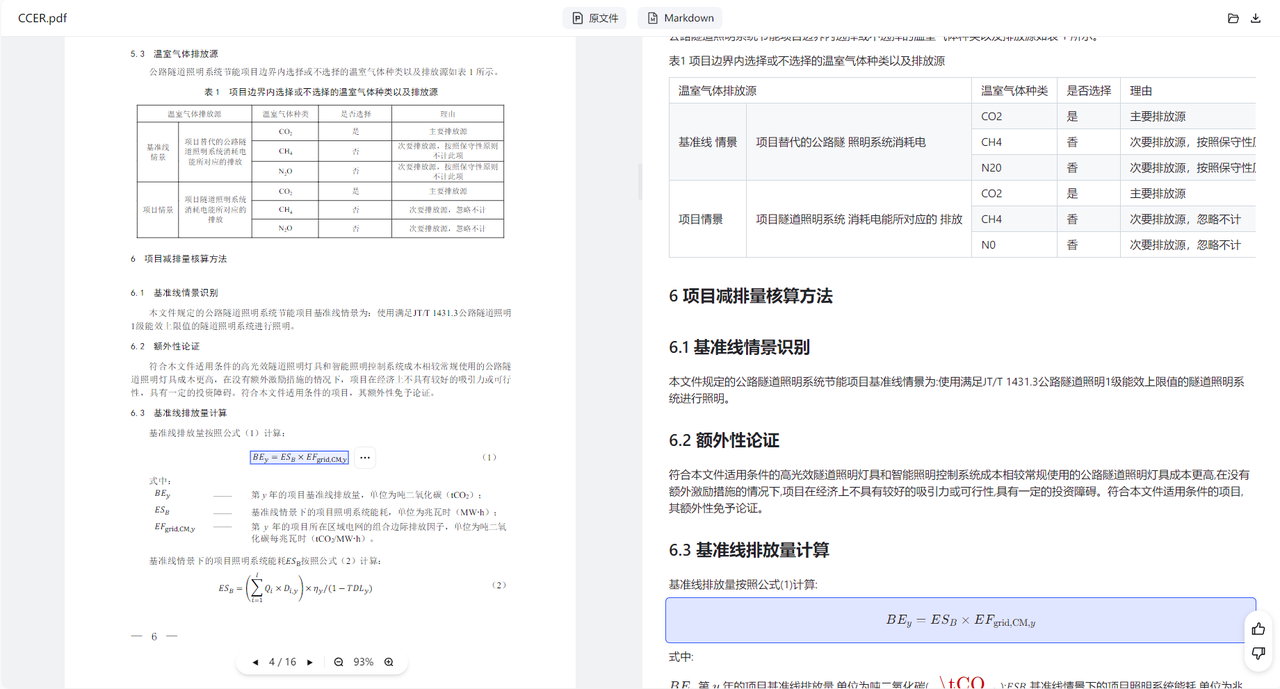 CCER.pdf
原文件
Markdown
5.3 温室气体排放源
公路隧道照明系统节能项目边界内选择或不选择的温室气体种类以及排放源如表 1 所示。
表 1 项目边界内选择或不选择的温室气体种类以及排放源
温室气体排放源 温室气体种类 是否选择 理由
基准线情景 项目替代的公路隧道照明系统消耗电能所对应的排放 CO₂ 是 主要排放源
CH₄ 否 次要排放源,按照保守性原则不计此项
N₂O 否 次要排放源,按照保守性原则不计此项
项目情景 项目隧道照明系统消耗电能所对应的排放 CO₂ 是 主要排放源
CH₄ 否 次要排放源,忽略不计
N₂O 否 次要排放源,忽略不计
6 项目减排量核算方法
6.1 基准线情景识别
本文件规定的公路隧道照明系统节能项目基准线情景为:使用满足JT/T 1431.3公路隧道照明
1级能效上限值的隧道照明系统进行照明。
6.2 额外性论证
符合本文件适用条件的高光效隧道照明灯具和智能照明控制系统成本相较常规使用的公路隧
道照明灯具成本更高,在没有额外激励措施的情况下,项目在经济上不具有较好的吸引力或可行
性,具有一定的投资障碍。符合本文件适用条件的项目,其额外性免予论证。
6.3 基准线排放量计算
基准线排放量按照公式(1)计算:
BE_y = ES_B × EF_grid,CM,y ··· (1)
式中:
BE_y —— 第 y 年的项目基准线排放量,单位为吨二氧化碳(tCO₂);
ES_B —— 基准线情景下的项目照明系统能耗,单位为兆瓦时(MW·h);
EF_grid,CM,y —— 第 y 年的项目所在区域电网的组合边际排放因子,单位为吨二氧
化碳每兆瓦时(tCO₂/MW·h)。
基准线情景下的项目照明系统能耗ES_B按照公式(2)计算:
ES_B = (∑_{i=1}^{I} Q_i × D_{i,y}) × η_y/(1 − TDL_y) (2)
— 6 —
4 / 16 93%
公路隧道照明系统节能项目边界内选择或不选择的温室气体种类以及排放源如表 1 所示。
表1 项目边界内选择或不选择的温室气体种类以及排放源
温室气体排放源 温室气体种类 是否选择 理由
基准线 情景 项目替代的公路隧 照明系统消耗电 CO2 是 主要排放源
CH4 香 次要排放源，按照保守性
N20 香 次要排放源，按照保守性
项目情景 项目隧道照明系统 消耗电能所对应的 排放 CO2 是 主要排放源
CH4 香 次要排放源，忽略不计
N0 香 次要排放源，忽略不计
6 项目减排量核算方法
6.1 基准线情景识别
本文件规定的公路隧道照明系统节能项目基准线情景为:使用满足JT/T 1431.3公路隧道照明1级能效上限值的隧道照明系
统进行照明。
6.2 额外性论证
符合本文件适用条件的高光效隧道照明灯具和智能照明控制系统成本相较常规使用的公路隧道照明灯具成本更高,在没有
额外激励措施的情况下,项目在经济上不具有较好的吸引力或可行性,具有一定的投资障碍。符合本文件适用条件的项目,
其额外性免予论证。
6.3 基准线排放量计算
基准线排放量按照公式(1)计算:
BE_y = ES_B × EF_grid,CM,y
式中:
BE 第 y 年的项目基准线排放量,单位为吨二氧化碳( \tCO ):ESB 基准线情景下的项目照明系统能耗,单位为兆